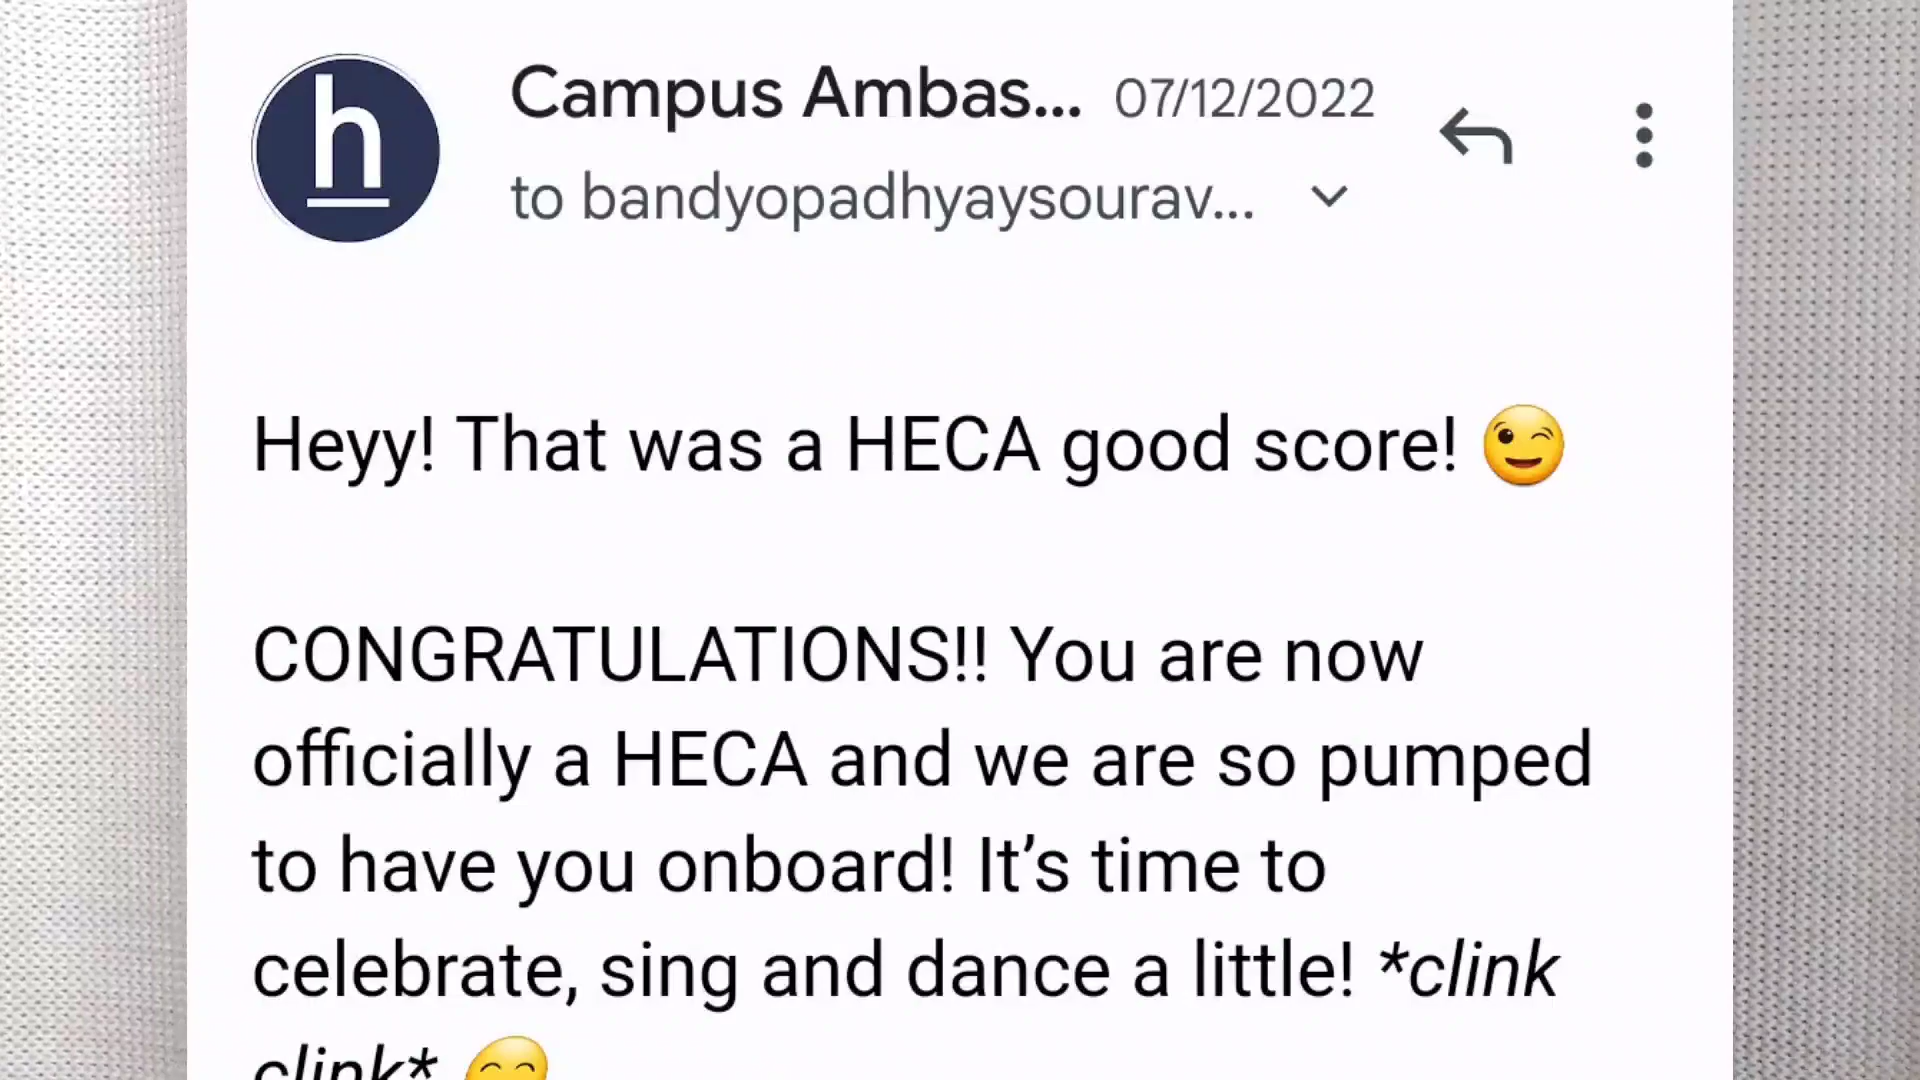 h
Campus Ambas... 07/12/2022
to bandyopadhyaysourav...
Heyy! That was a HECA good score! 😉
CONGRATULATIONS!! You are now
officially a HECA and we are so pumped
to have you onboard! It’s time to
celebrate, sing and dance a little! *clink
clink* 😊